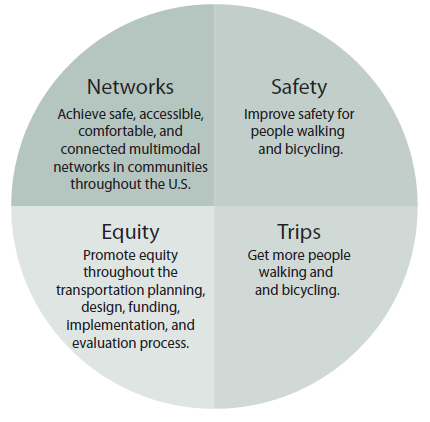 Networks
Achieve safe, accessible,
comfortable, and
connected multimodal
networks in communities
throughout the U.S.
Safety
Improve safety for
people walking
and bicycling.
Equity
Promote equity
throughout the
transportation planning,
design, funding,
implementation, and
evaluation process.
Trips
Get more people
walking and
and bicycling.